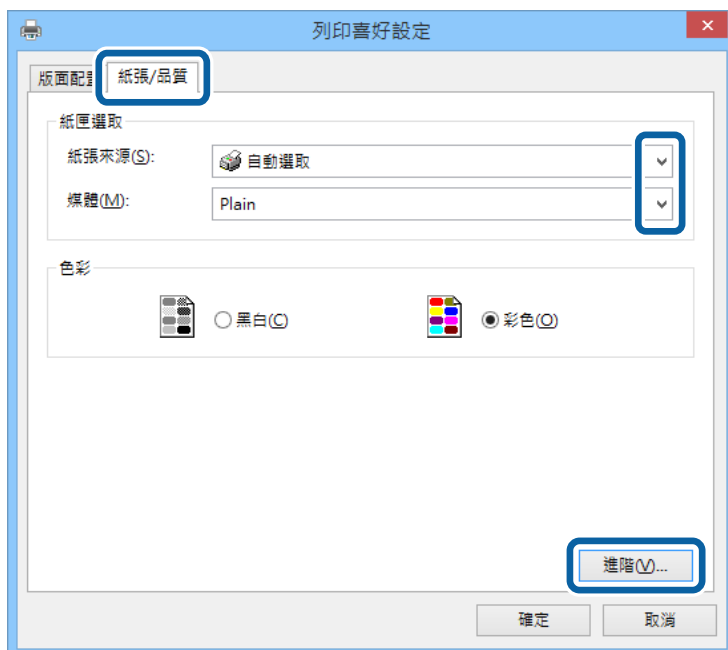 列印喜好設定
版面配置 紙張/品質
紙匣選取
紙張來源(S): 自動選取
媒體(M): Plain
色彩
黑白(C) 彩色(O)
進階(V)...
確定 取消